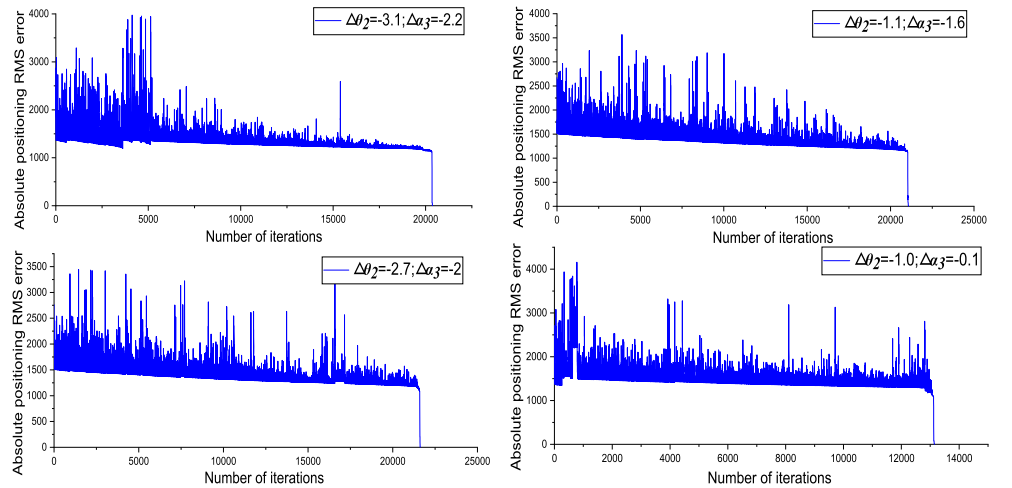 Absolute positioning RMS error
4000
3000
2000
1000
0
Δθ2=-3.1;Δα3=-2.2
0 5000 10000 15000 20000
Number of iterations
Absolute positioning RMS error
4000
3500
3000
2500
2000
1500
1000
500
0
Δθ2=-1.1;Δα3=-1.6
0 5000 10000 15000 20000 25000
Number of iterations
Absolute positioning RMS error
3500
3000
2500
2000
1500
1000
500
0
Δθ2=-2.7;Δα3=-2
0 5000 10000 15000 20000 25000
Number of iterations
Absolute positioning RMS error
4000
3000
2000
1000
0
Δθ2=-1.0;Δα3=-0.1
0 2000 4000 6000 8000 10000 12000 14000
Number of iterations